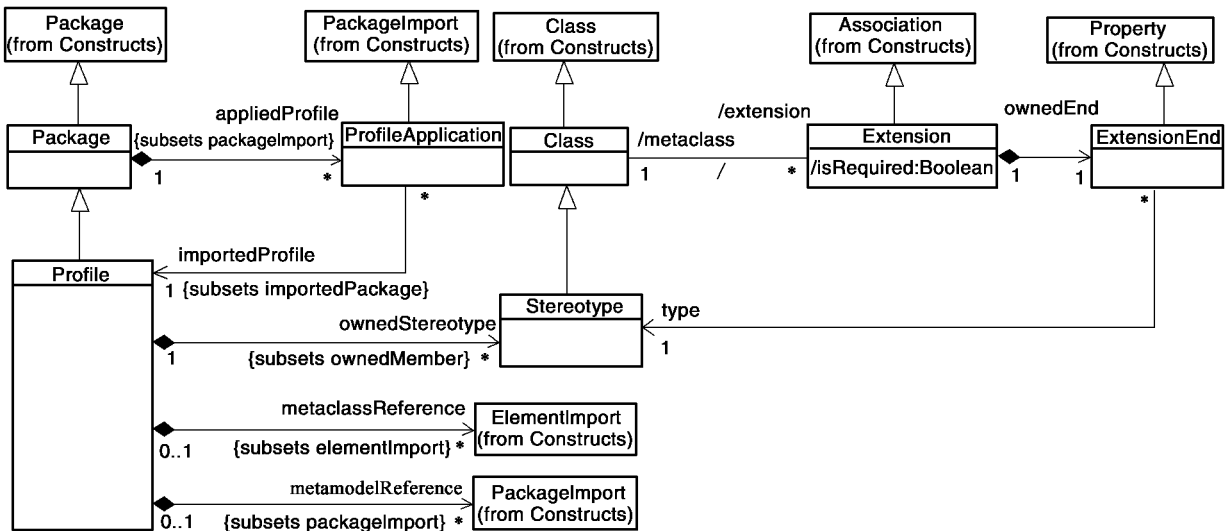 Package
(from Constructs)
PackageImport
(from Constructs)
Class
(from Constructs)
Association
(from Constructs)
Property
(from Constructs)
Package
appliedProfile
{subsets packageImport}
1
*
ProfileApplication
*
Class
/metaclass
1
/
/extension
*
Extension
/isRequired:Boolean
ownedEnd
1
1
ExtensionEnd
*
Profile
importedProfile
1 {subsets importedPackage}
ownedStereotype
1
{subsets ownedMember} *
Stereotype
type
1
metaclassReference
0..1
{subsets elementImport} *
ElementImport
(from Constructs)
metamodelReference
0..1
{subsets packageImport} *
PackageImport
(from Constructs)